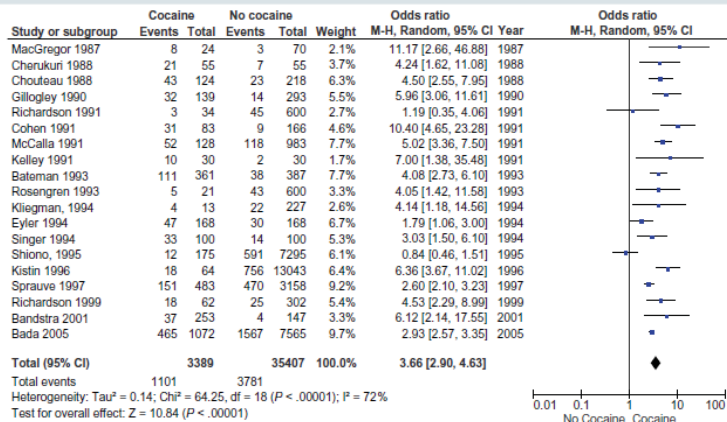 Cocaine No cocaine Odds ratio Odds ratio
Study or subgroup Events Total Events Total Weight M-H, Random, 95% CI Year M-H, Random, 95% CI
MacGregor 1987 8 24 3 70 2.1% 11.17 [2.66, 46.88] 1987
Cherukuri 1988 21 55 7 55 4.1% 4.24 [1.62, 11.08] 1988
Chouteau 1988 43 124 23 218 6.7% 4.50 [2.55, 7.95] 1988
Gillogley 1990 32 139 14 293 6.0% 5.96 [3.06, 11.61] 1990
Richardson 1991 3 34 45 600 2.7% 1.19 [0.35, 4.06] 1991
Cohen 1991 31 83 9 166 4.9% 10.40 [4.65, 23.28] 1991
McCalla 1991 52 128 118 983 8.1% 5.02 [3.36, 7.50] 1991
Kelley 1991 10 30 2 30 1.7% 7.00 [1.38, 35.48] 1991
Bateman 1993 111 361 38 387 8.1% 4.08 [2.73, 6.10] 1993
Rosengren 1993 5 21 43 600 3.4% 4.05 [1.42, 11.58] 1993
Kliegman, 1994 4 13 22 227 2.6% 4.14 [1.18, 14.56] 1994
Eyler 1994 47 168 30 168 7.2% 1.79 [1.06, 3.00] 1994
Singer 1994 33 100 14 100 5.7% 3.03 [1.50, 6.10] 1994
Shiono, 1995 12 175 591 7295 6.5% 0.84 [0.46, 1.51] 1995
Kistin 1996 18 64 756 13043 6.9% 6.36 [3.67, 11.02] 1996
Sprauve 1997 151 483 470 3158 9.7% 2.60 [2.10, 3.23] 1997
Richardson 1999 18 62 25 302 5.9% 4.53 [2.29, 8.99] 1999
Bandstra 2001 37 253 4 147 3.5% 6.12 [2.14, 17.55] 2001
Bada 2005 465 1072 1567 7565 9.7% 2.93 [2.57, 3.35] 2005
Total (95% CI) 3389 35407 100.0% 3.66 [2.90, 4.63]
Total events 1101 3781
Heterogeneity: Tau² = 0.14; Chi² = 64.25, df = 18 (P < .00001); I² = 72%
Test for overall effect: Z = 10.84 (P < .00001)
0.01 0.1 1 10 100
No Cocaine Cocaine